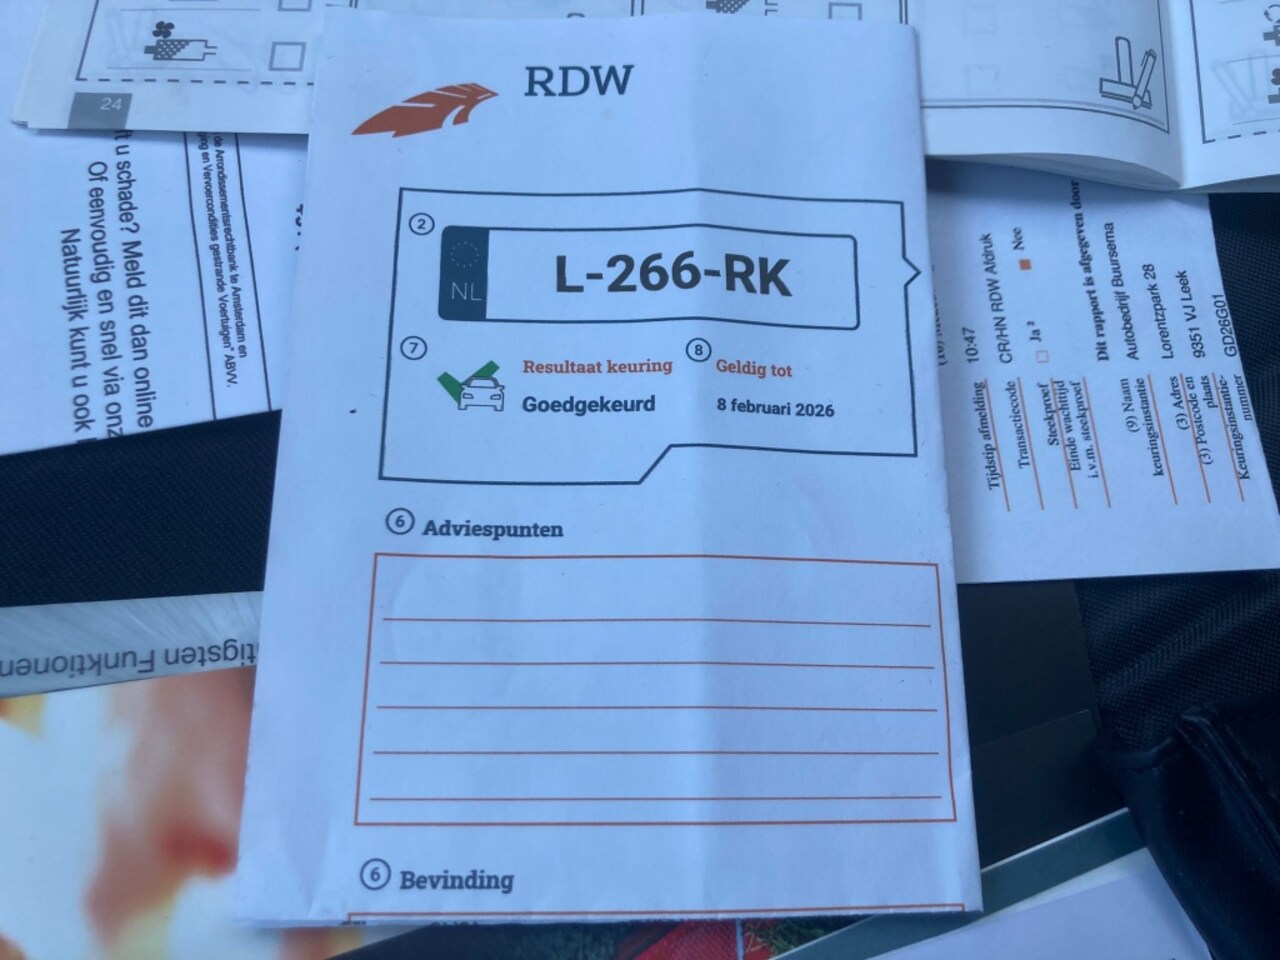 24
RDW
2
NL
L-266-RK
7
Resultaat keuring
Goedgekeurd
8
Geldig tot
8 februari 2026
6 Adviespunten
6 Bevinding
ft u schade? Meld dit dan online
Of eenvoudig en snel via onz
Natuurlijk kunt u ook
de Arrondissementsrechtbank te Amsterdam en
ging en Vervoercondities gestrande Voertuigen" ABVV.
tigsten Funktionen
Tijdstip afmelding 10:47
Transactiecode CR/HN RDW Afdruk
Steekproef Ja ² Nee
Einde wachttijd
i.v.m. steekproef
Dit rapport is afgegeven door
(9) Naam
keuringsinstantie Autobedrijf Buursema
(3) Adres Lorentzpark 28
(3) Postcode en
plaats 9351 VJ Leek
Keuringsinstantie-
nummer GD26G01